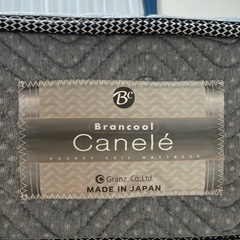 Bc
Brancool
Canelé
POCKET COIL MATTRESS
G Granz Co.,Ltd.
MADE IN JAPAN